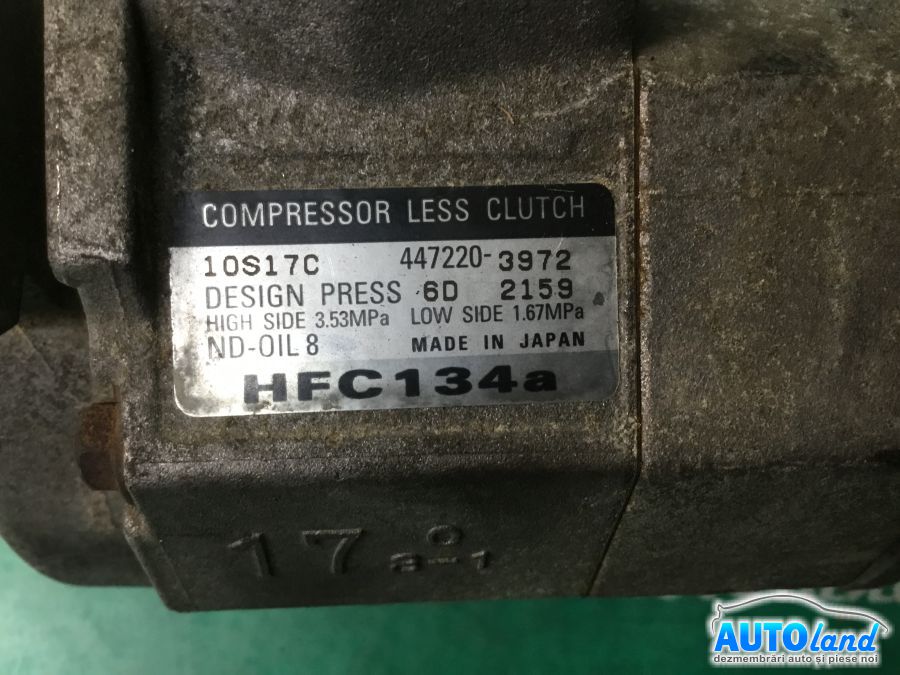 COMPRESSOR LESS CLUTCH
10S17C 447220-3972
DESIGN PRESS 6D 2159
HIGH SIDE 3.53MPa LOW SIDE 1.67MPa
ND-OIL 8 MADE IN JAPAN
HFC134a
17 O
a-1
AUTOland
dezmembrări auto și piese noi